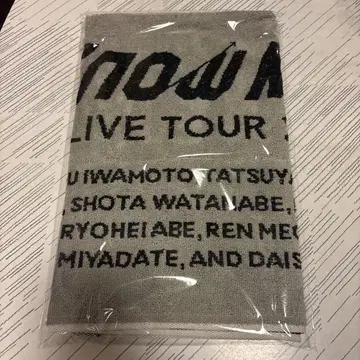 now M
LIVE TOUR
U IWAMOTO, TATSUYA
, SHOTA WATANABE,
RYOHEI ABE, REN MEG
MIYADATE, AND DAIS